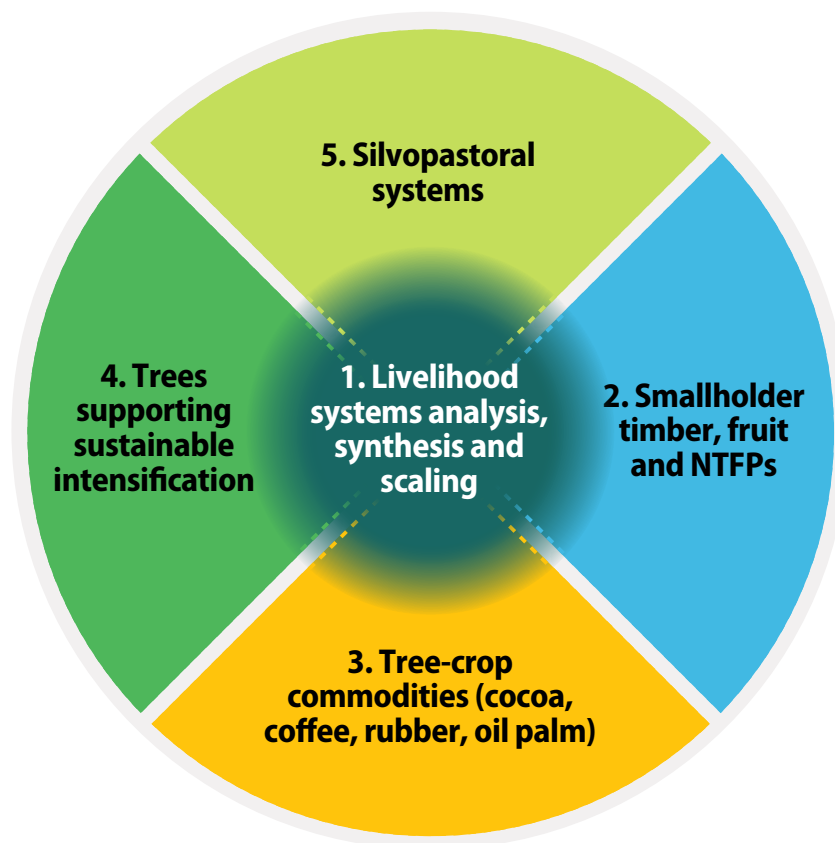 5. Silvopastoral
systems
4. Trees
supporting
sustainable
intensification
1. Livelihood
systems analysis,
synthesis and
scaling
2. Smallholder
timber, fruit
and NTFPs
3. Tree-crop
commodities (cocoa,
coffee, rubber, oil palm)